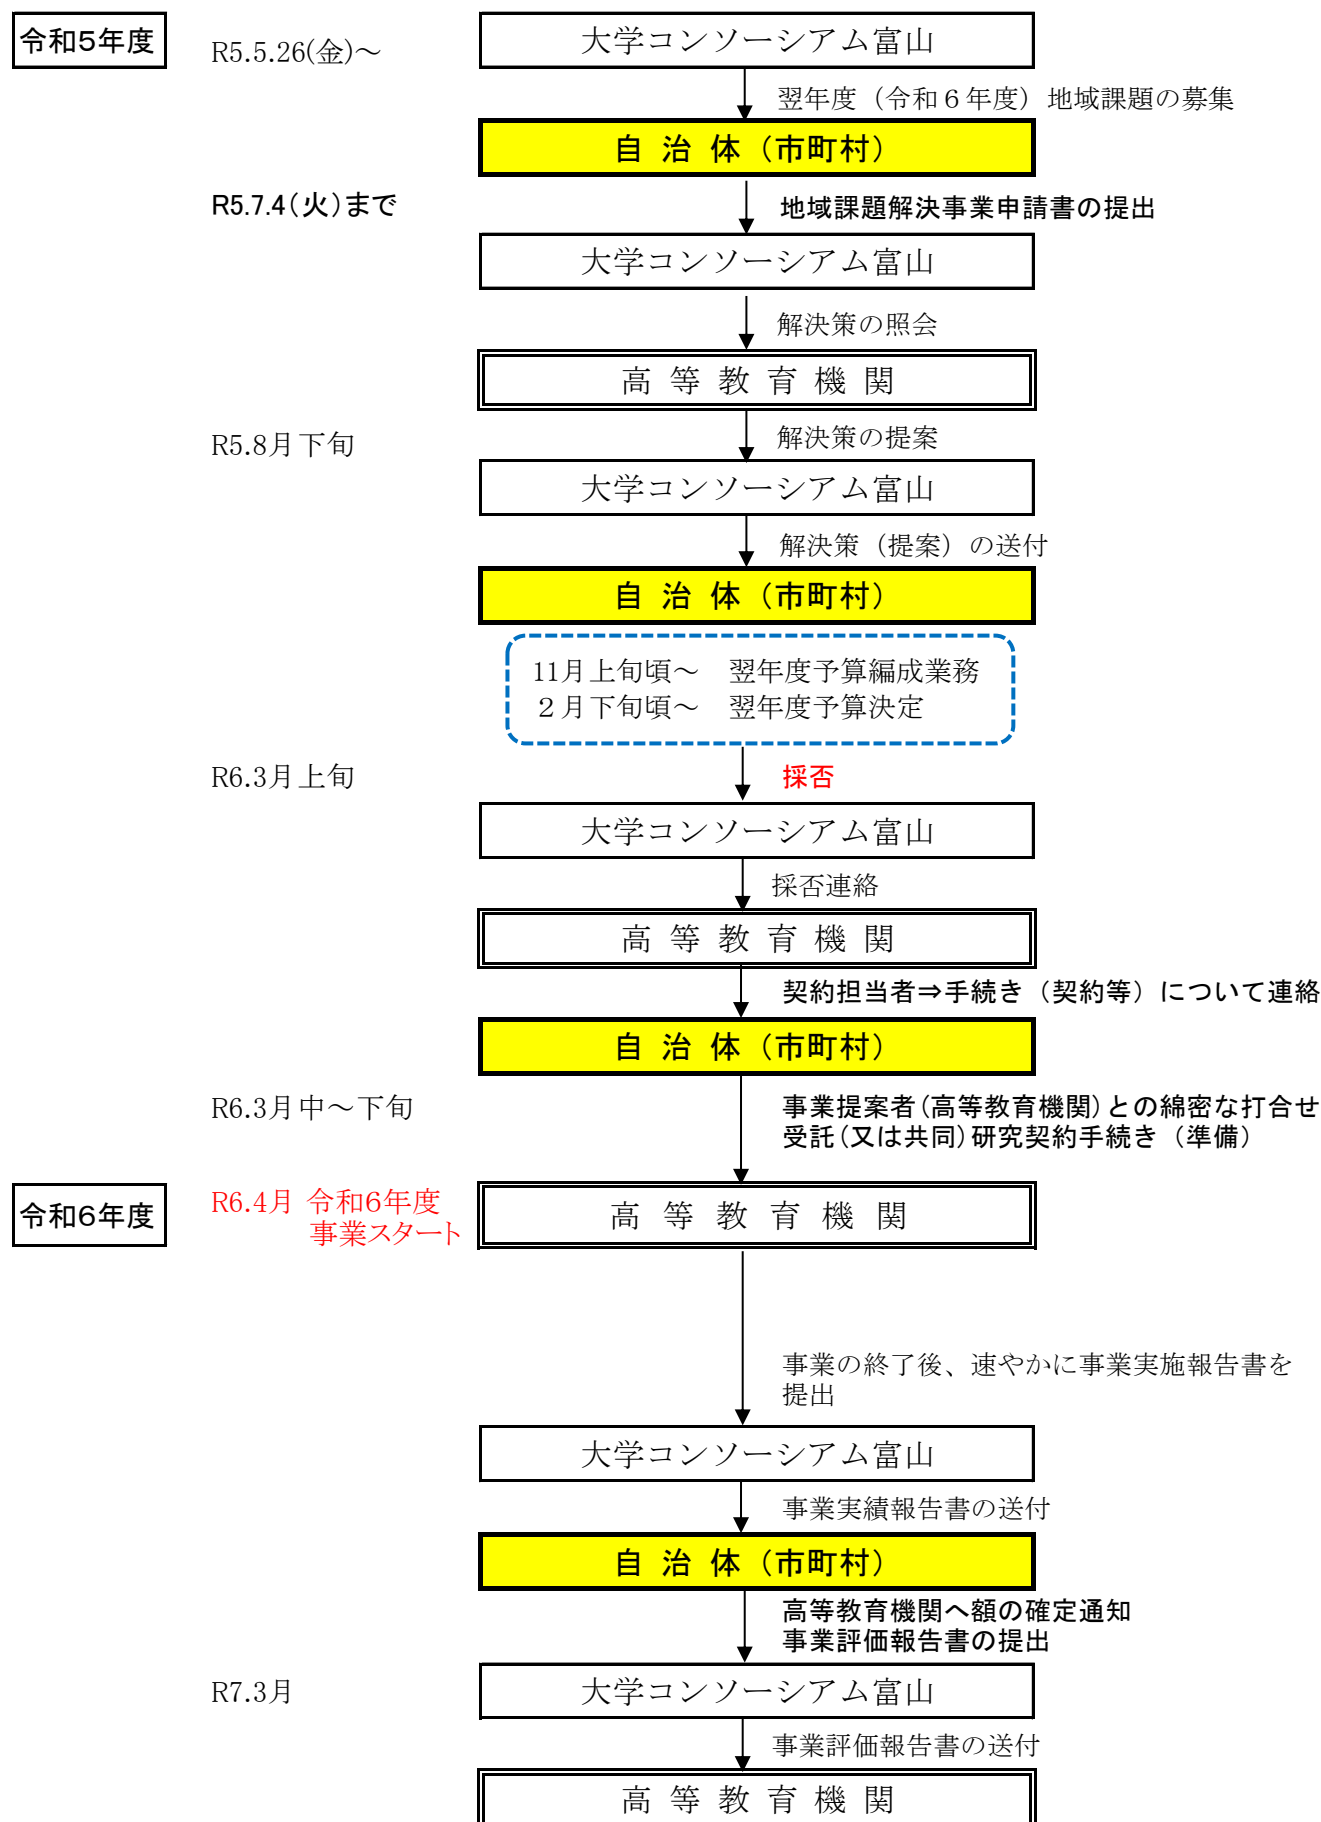 令和5年度
R5.5.26(金)～
大学コンソーシアム富山
翌年度（令和６年度）地域課題の募集
自 治 体（市町村）
R5.7.4(火)まで
地域課題解決事業申請書の提出
大学コンソーシアム富山
解決策の照会
高 等 教 育 機 関
R5.8月下旬
解決策の提案
大学コンソーシアム富山
解決策（提案）の送付
自 治 体（市町村）
11月上旬頃～　翌年度予算編成業務
２月下旬頃～　翌年度予算決定
R6.3月上旬
採否
大学コンソーシアム富山
採否連絡
高 等 教 育 機 関
契約担当者⇒手続き（契約等）について連絡
自 治 体（市町村）
R6.3月中～下旬
事業提案者(高等教育機関)との綿密な打合せ
受託(又は共同)研究契約手続き（準備）
令和6年度
R6.4月 令和6年度
事業スタート
高 等 教 育 機 関
事業の終了後、速やかに事業実施報告書を
提出
大学コンソーシアム富山
事業実績報告書の送付
自 治 体（市町村）
高等教育機関へ額の確定通知
事業評価報告書の提出
R7.3月
大学コンソーシアム富山
事業評価報告書の送付
高 等 教 育 機 関